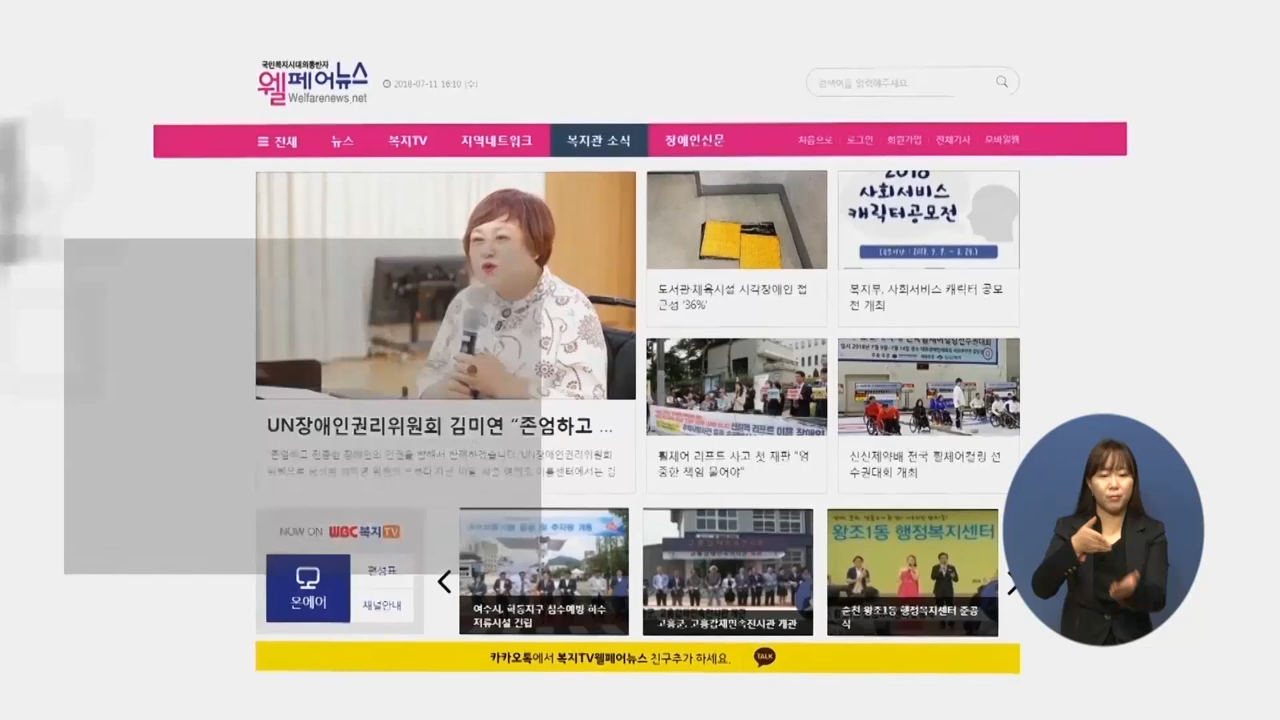 국민복지시대의동반자
웰페어뉴스
Welfarenews.net
2018-07-11 16:10 (수)
검색어를 입력해주세요
전체
뉴스
복지TV
지역네트워크
복지관 소식
장애인신문
처음으로
로그인
회원가입
전체기사
모바일웹
UN장애인권리위원회 김미연 “존엄하고 ...
도서관·체육시설 시각장애인 접
근성 '36%'
2018
사회서비스
캐릭터공모전
복지부, 사회서비스 캐릭터 공모
전 개최
휠체어 리프트 사고 첫 재판 “엄
중한 책임 물어야”
신신제약배 전국 휠체어컬링 선
수권대회 개최
NOW ON WBC복지TV
온에어
편성표
채널안내
여수시,
저류시설 건립
고흥군, 고흥갑재민속전시관 개관
왕조1동 행정복지센터
순천 왕조1동 행정복지센터 준공
식
카카오톡에서 복지TV웰페어뉴스 친구추가 하세요.
TALK